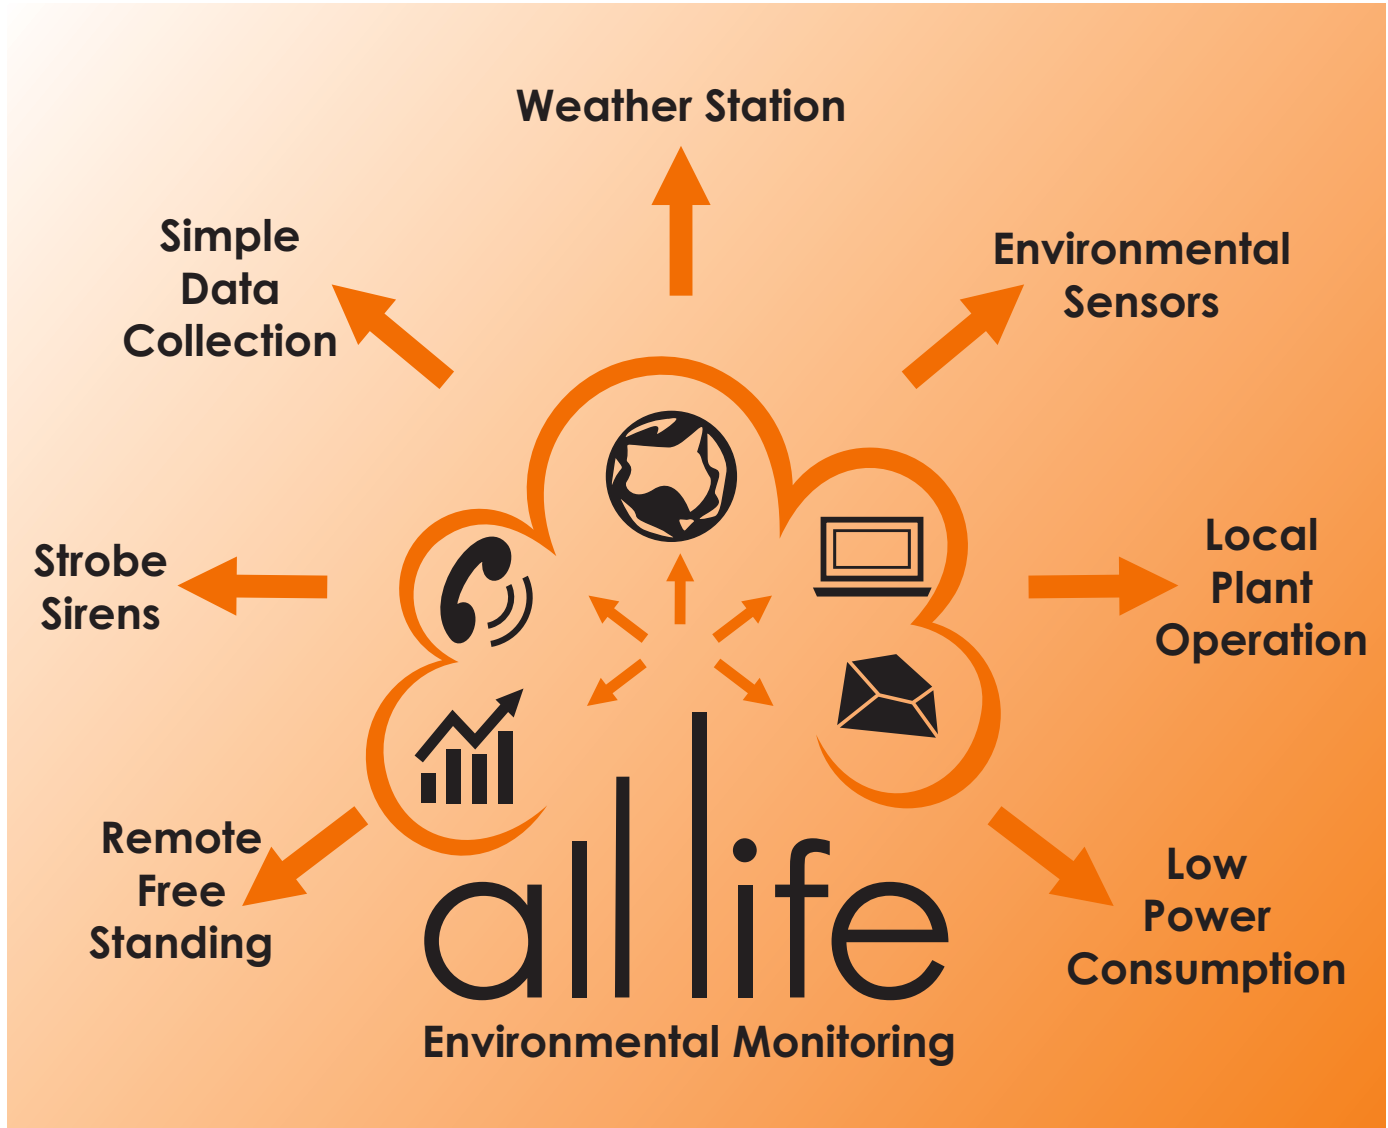 Weather Station
Simple
Data
Collection
Environmental
Sensors
Strobe
Sirens
Local
Plant
Operation
Remote
Free
Standing
Low
Power
Consumption
all life
Environmental Monitoring